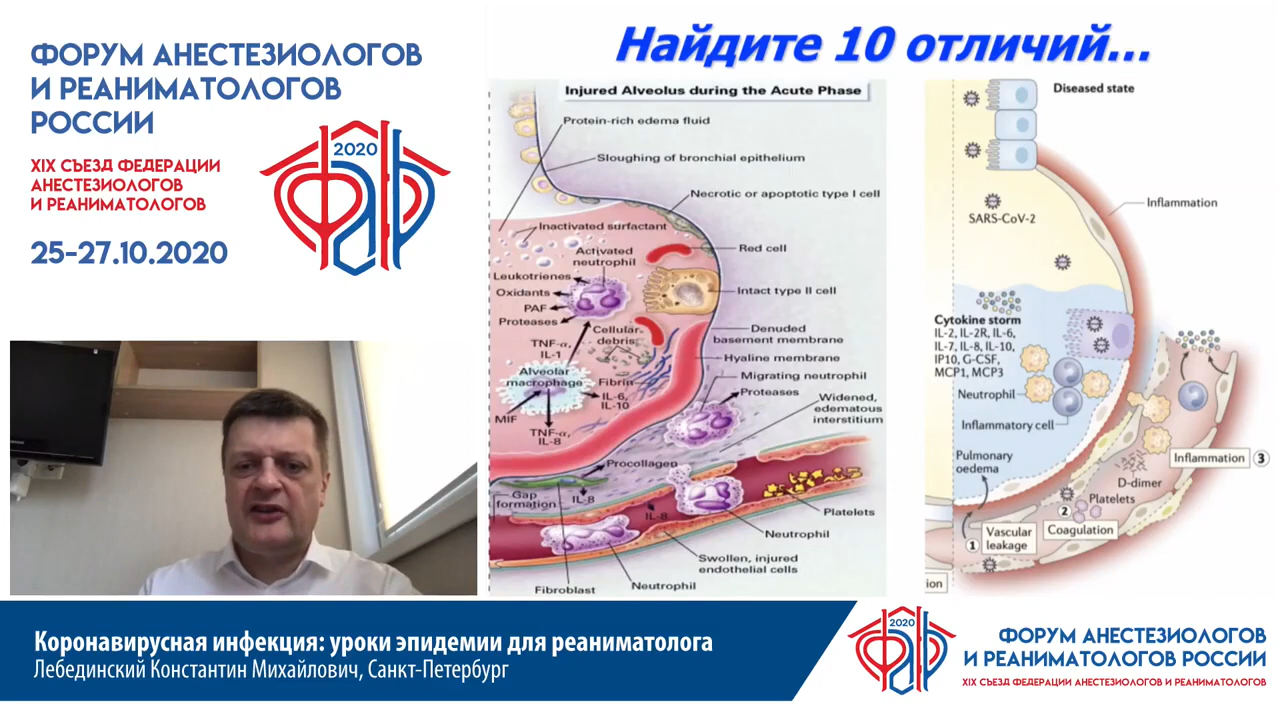 ФОРУМ АНЕСТЕЗИОЛОГОВ
И РЕАНИМАТОЛОГОВ
РОССИИ
XIX СЪЕЗД ФЕДЕРАЦИИ
АНЕСТЕЗИОЛОГОВ
И РЕАНИМАТОЛОГОВ
25-27.10.2020
2020
ФАР
Найдите 10 отличий...
Injured Alveolus during the Acute Phase
Protein-rich edema fluid
Sloughing of bronchial epithelium
Necrotic or apoptotic type I cell
Inactivated surfactant
Red cell
Activated
neutrophil
Leukotrienes
Oxidants
PAF
Proteases
Intact type II cell
Cellular
debris
Denuded
basement membrane
TNF-α,
IL-1
Hyaline membrane
Alveolar
macrophage
Fibrin
Migrating neutrophil
Proteases
IL-6,
IL-10
Widened,
edematous
interstitium
MIF
TNF-α,
IL-8
Procollagen
Gap
formation
IL-8
IL-8
Platelets
Neutrophil
Swollen, injured
endothelial cells
Fibroblast
Neutrophil
Diseased state
SARS-CoV-2
Inflammation
Cytokine storm
IL-2, IL-2R, IL-6,
IL-7, IL-8, IL-10,
IP10, G-CSF,
MCP1, MCP3
Neutrophil
Inflammatory cell
Pulmonary
oedema
Inflammation 3
D-dimer
Platelets
2
Coagulation
1 Vascular
leakage
ion
Коронавирусная инфекция: уроки эпидемии для реаниматолога
Лебединский Константин Михайлович, Санкт-Петербург
2020
ФАР
ФОРУМ АНЕСТЕЗИОЛОГОВ
И РЕАНИМАТОЛОГОВ РОССИИ
XIX СЪЕЗД ФЕДЕРАЦИИ АНЕСТЕЗИОЛОГОВ И РЕАНИМАТОЛОГОВ